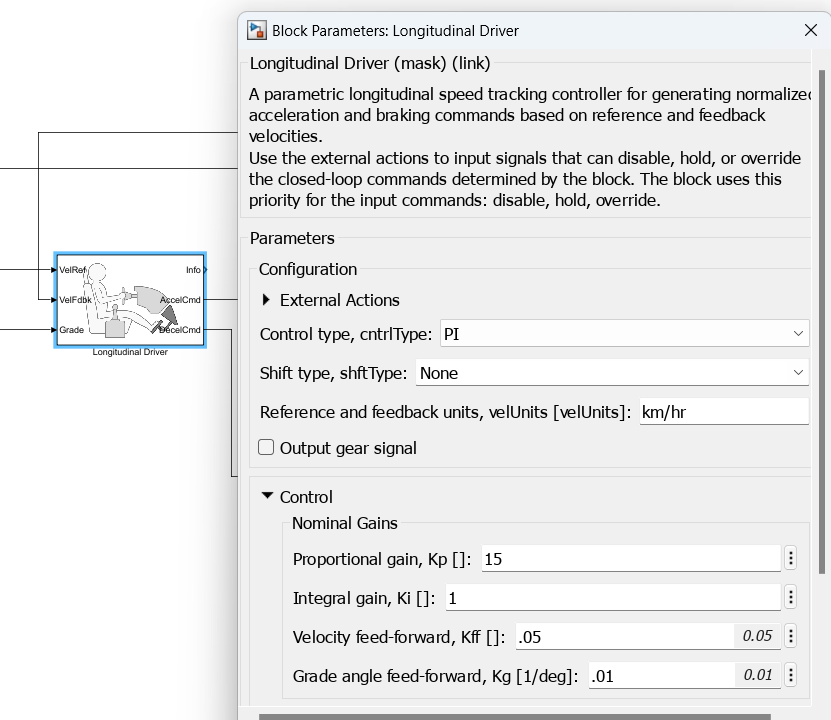 Block Parameters: Longitudinal Driver
Longitudinal Driver (mask) (link)
A parametric longitudinal speed tracking controller for generating normalized
acceleration and braking commands based on reference and feedback
velocities.
Use the external actions to input signals that can disable, hold, or override
the closed-loop commands determined by the block. The block uses this
priority for the input commands: disable, hold, override.
Parameters
Configuration
External Actions
Control type, cntrlType: PI
Shift type, shftType: None
Reference and feedback units, velUnits [velUnits]: km/hr
Output gear signal
Control
Nominal Gains
Proportional gain, Kp []: 15
Integral gain, Ki []: 1
Velocity feed-forward, Kff []: .05 0.05
Grade angle feed-forward, Kg [1/deg]: .01 0.01
VelRef Info
VelFdbk AccelCmd
Grade DecelCmd
Longitudinal Driver